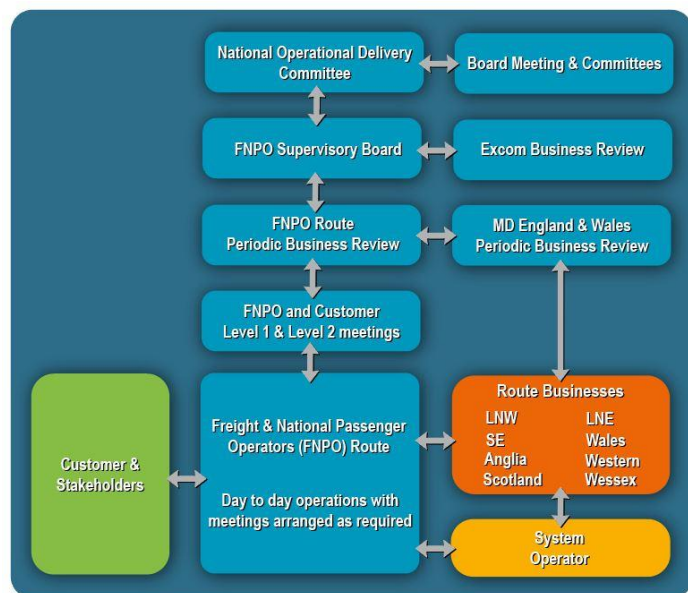 National Operational Delivery
Committee
Board Meeting & Committees
FNPO Supervisory Board
Excom Business Review
FNPO Route
Periodic Business Review
MD England & Wales
Periodic Business Review
FNPO and Customer
Level 1 & Level 2 meetings
Customer &
Stakeholders
Freight & National Passenger
Operators (FNPO) Route
Day to day operations with
meetings arranged as required
Route Businesses
LNW LNE
SE Wales
Anglia Western
Scotland Wessex
System
Operator